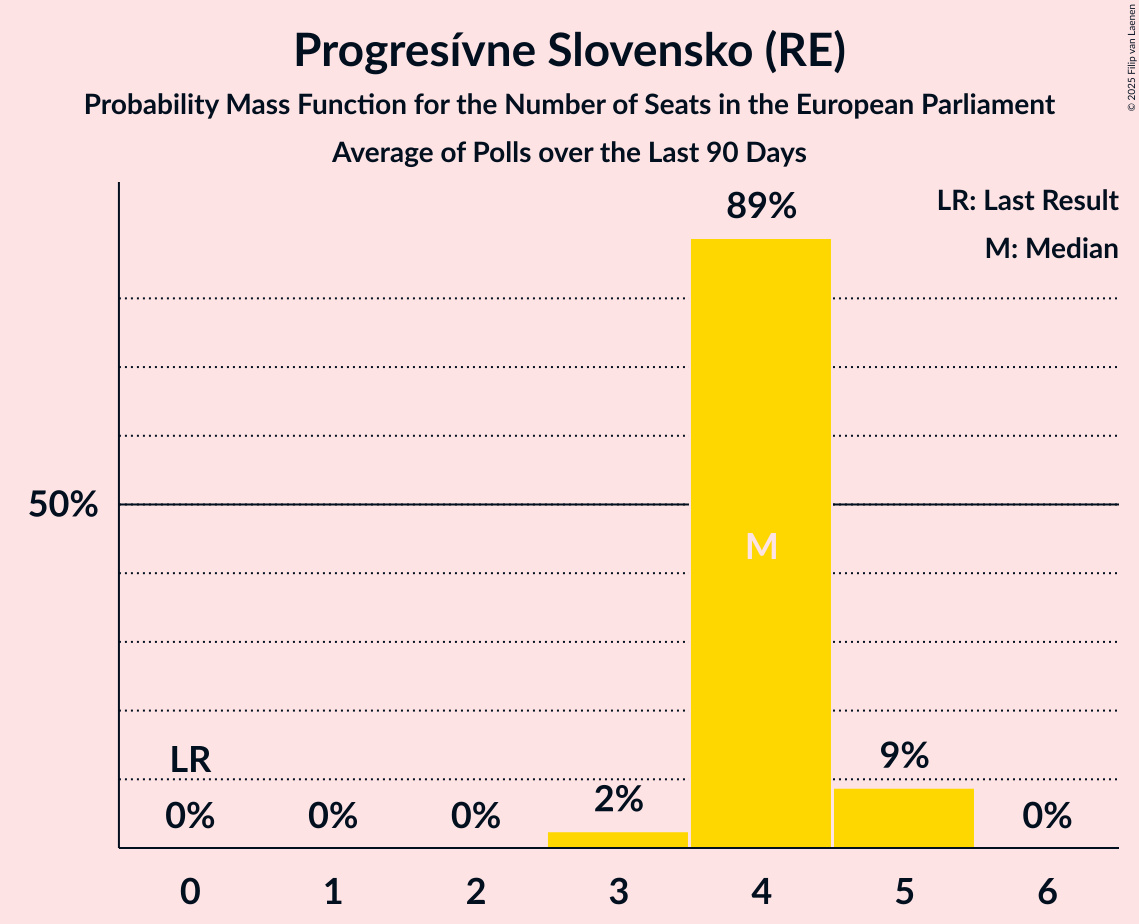 Progresívne Slovensko (RE)
Probability Mass Function for the Number of Seats in the European Parliament
Average of Polls over the Last 90 Days
© 2025 Filip van Laenen
LR: Last Result
M: Median
89%
50%
M
LR
9%
2%
0% 0% 0% 0%
0 1 2 3 4 5 6